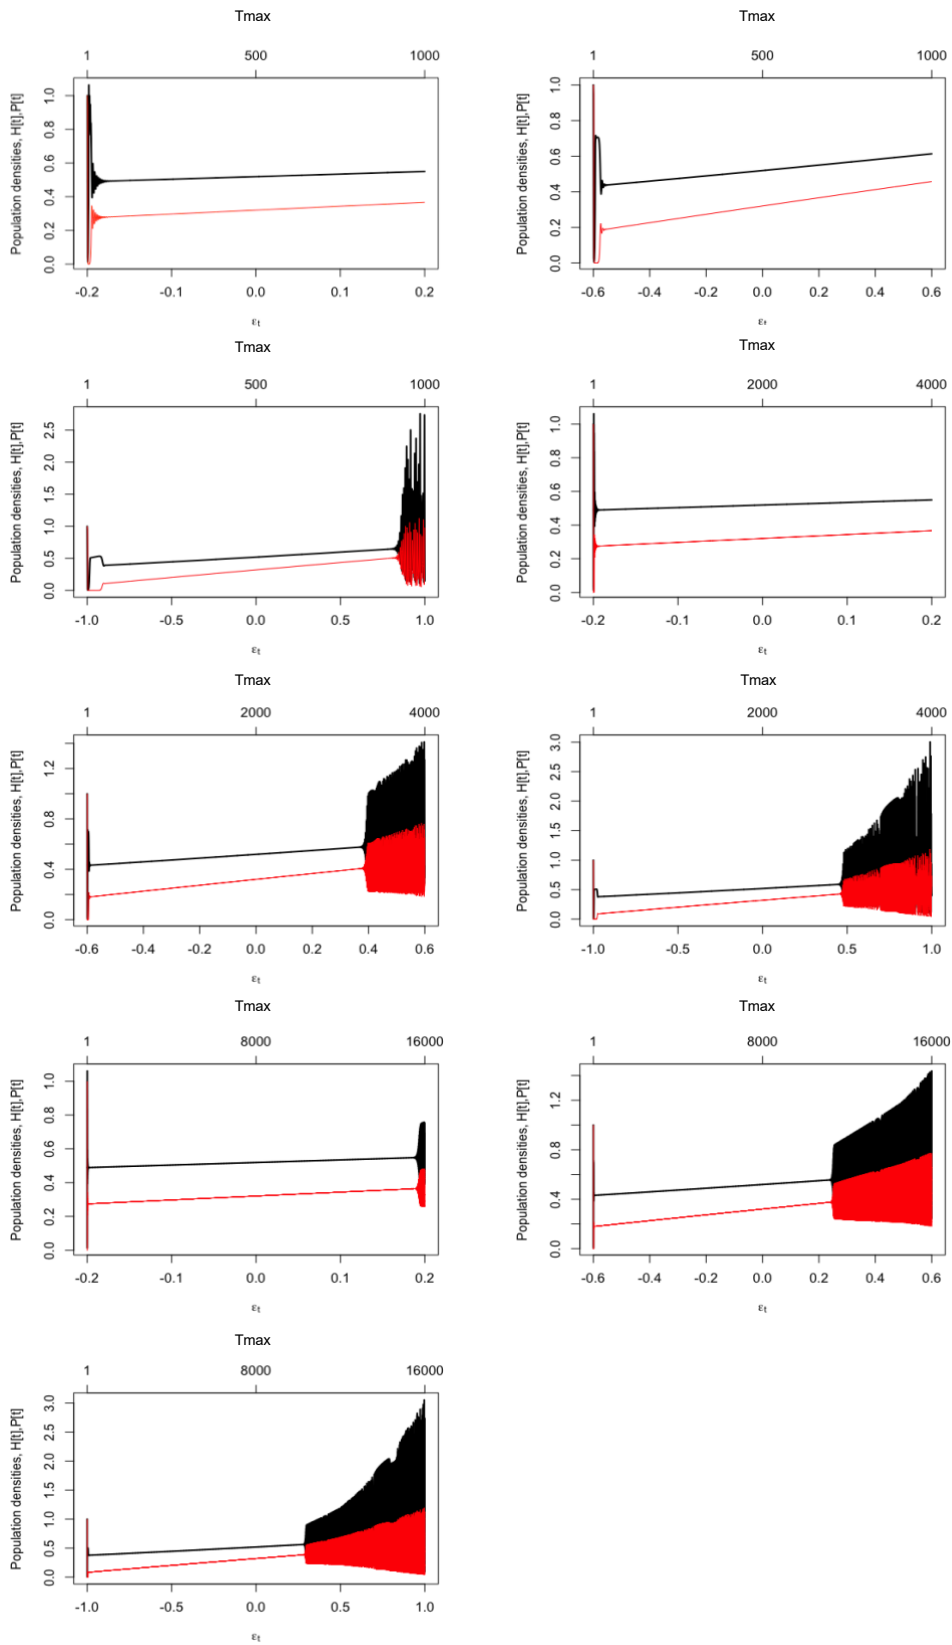 Tmax
1 500 1000
Population densities, H[t],P[t]
0.0 0.2 0.4 0.6 0.8 1.0
-0.2 -0.1 0.0 0.1 0.2
εt
Tmax
1 500 1000
Population densities, H[t],P[t]
0.0 0.2 0.4 0.6 0.8 1.0
-0.6 -0.4 -0.2 0.0 0.2 0.4 0.6
εt
Tmax
1 500 1000
Population densities, H[t],P[t]
0.0 0.5 1.0 1.5 2.0 2.5
-1.0 -0.5 0.0 0.5 1.0
εt
Tmax
1 2000 4000
Population densities, H[t],P[t]
0.0 0.2 0.4 0.6 0.8 1.0
-0.2 -0.1 0.0 0.1 0.2
εt
Tmax
1 2000 4000
Population densities, H[t],P[t]
0.0 0.4 0.8 1.2
-0.6 -0.4 -0.2 0.0 0.2 0.4 0.6
εt
Tmax
1 2000 4000
Population densities, H[t],P[t]
0.0 0.5 1.0 1.5 2.0 2.5 3.0
-1.0 -0.5 0.0 0.5 1.0
εt
Tmax
1 8000 16000
Population densities, H[t],P[t]
0.0 0.2 0.4 0.6 0.8 1.0
-0.2 -0.1 0.0 0.1 0.2
εt
Tmax
1 8000 16000
Population densities, H[t],P[t]
0.0 0.4 0.8 1.2
-0.6 -0.4 -0.2 0.0 0.2 0.4 0.6
εt
Tmax
1 8000 16000
Population densities, H[t],P[t]
0.0 0.5 1.0 1.5 2.0 2.5 3.0
-1.0 -0.5 0.0 0.5 1.0
εt